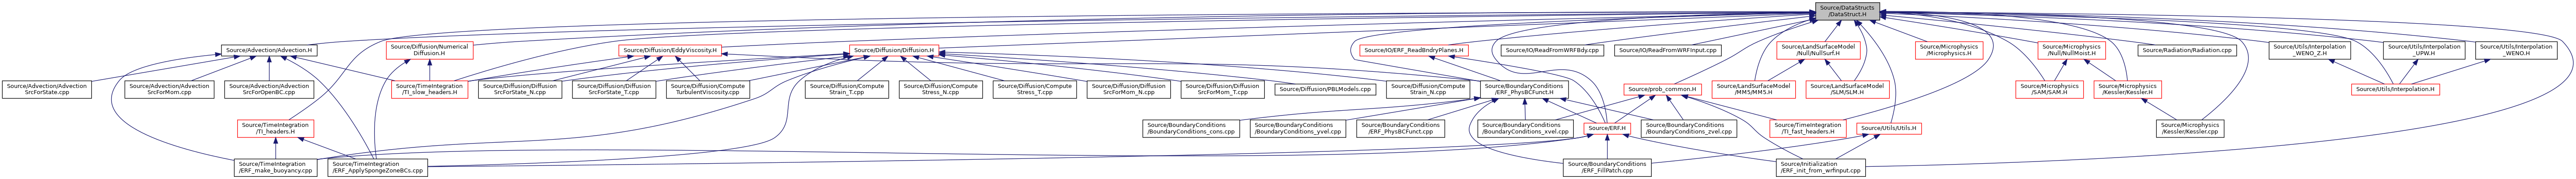 Source/DataStructs
/DataStruct.H
Source/Advection/Advection.H
Source/Diffusion/Numerical
Diffusion.H
Source/Diffusion/EddyViscosity.H
Source/Diffusion/Diffusion.H
Source/IO/ERF_ReadBndryPlanes.H
Source/IO/ReadFromWRFBdy.cpp
Source/IO/ReadFromWRFInput.cpp
Source/LandSurfaceModel
/Null/NullSurf.H
Source/Microphysics
/Microphysics.H
Source/Microphysics
/Null/NullMoist.H
Source/Radiation/Radiation.cpp
Source/Utils/Interpolation
_WENO_Z.H
Source/Utils/Interpolation
_UPW.H
Source/Utils/Interpolation
_WENO.H
Source/Advection/Advection
SrcForState.cpp
Source/Advection/Advection
SrcForMom.cpp
Source/Advection/Advection
SrcForOpenBC.cpp
Source/TimeIntegration
/TI_slow_headers.H
Source/Diffusion/Diffusion
SrcForState_N.cpp
Source/Diffusion/Diffusion
SrcForState_T.cpp
Source/Diffusion/Compute
TurbulentViscosity.cpp
Source/Diffusion/Compute
Strain_T.cpp
Source/Diffusion/Compute
Stress_N.cpp
Source/Diffusion/Compute
Stress_T.cpp
Source/Diffusion/Diffusion
SrcForMom_N.cpp
Source/Diffusion/Diffusion
SrcForMom_T.cpp
Source/Diffusion/PBLModels.cpp
Source/Diffusion/Compute
Strain_N.cpp
Source/BoundaryConditions
/ERF_PhysBCFunct.H
Source/prob_common.H
Source/LandSurfaceModel
/MM5/MM5.H
Source/LandSurfaceModel
/SLM/SLM.H
Source/Microphysics
/SAM/SAM.H
Source/Microphysics
/Kessler/Kessler.H
Source/Utils/Interpolation.H
Source/TimeIntegration
/TI_headers.H
Source/BoundaryConditions
/BoundaryConditions_cons.cpp
Source/BoundaryConditions
/BoundaryConditions_yvel.cpp
Source/BoundaryConditions
/ERF_PhysBCFunct.cpp
Source/BoundaryConditions
/BoundaryConditions_xvel.cpp
Source/ERF.H
Source/BoundaryConditions
/BoundaryConditions_zvel.cpp
Source/TimeIntegration
/TI_fast_headers.H
Source/Utils/Utils.H
Source/Microphysics
/Kessler/Kessler.cpp
Source/TimeIntegration
/ERF_make_buoyancy.cpp
Source/TimeIntegration
/ERF_ApplySpongeZoneBCs.cpp
Source/BoundaryConditions
/ERF_FillPatch.cpp
Source/Initialization
/ERF_init_from_wrfinput.cpp